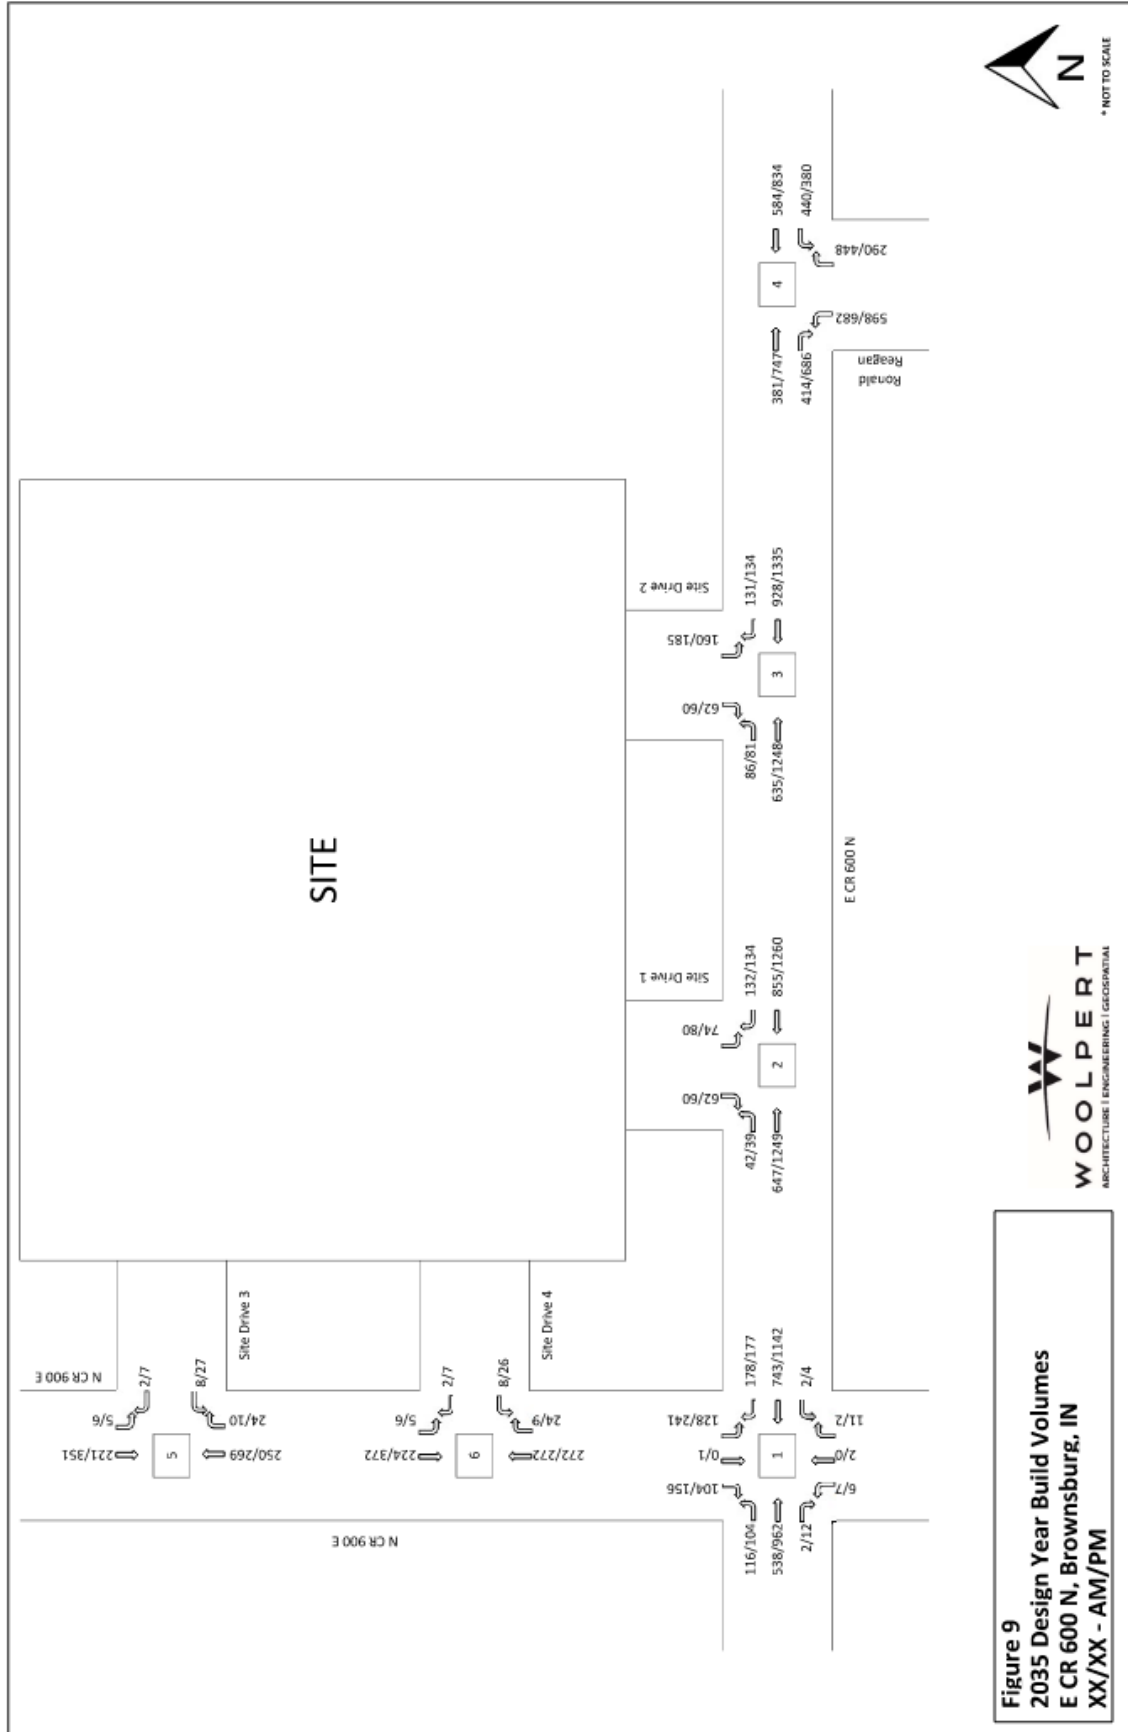 N CR 900 E
N CR 900 E
221/351
5/6
2/7
5
8/27
250/269
24/10
Site Drive 3
SITE
224/372
5/6
2/7
6
8/26
272/272
24/9
Site Drive 4
104/156
0/1
128/241
116/104
178/177
538/962
1
743/1142
2/12
2/4
6/7
2/0
11/2
Site Drive 1
62/60
74/80
42/39
132/134
647/1249
2
855/1260
Site Drive 2
62/60
160/185
86/81
131/134
635/1248
3
928/1335
381/747
4
584/834
414/686
440/380
598/682
290/448
Ronald
Reagan
E CR 600 N
Figure 9
2035 Design Year Build Volumes
E CR 600 N, Brownsburg, IN
XX/XX - AM/PM
WOOLPERT
ARCHITECTURE | ENGINEERING | GEOSPATIAL
N
* NOT TO SCALE